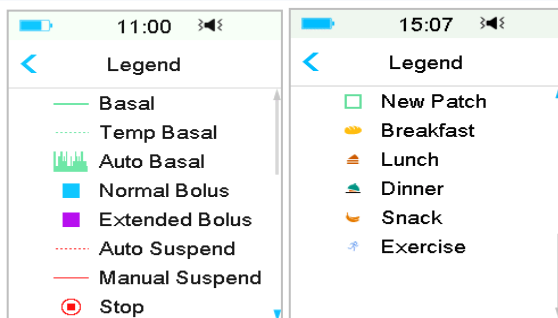 11:00
Legend
Basal
Temp Basal
Auto Basal
Normal Bolus
Extended Bolus
Auto Suspend
Manual Suspend
Stop
15:07
Legend
New Patch
Breakfast
Lunch
Dinner
Snack
Exercise